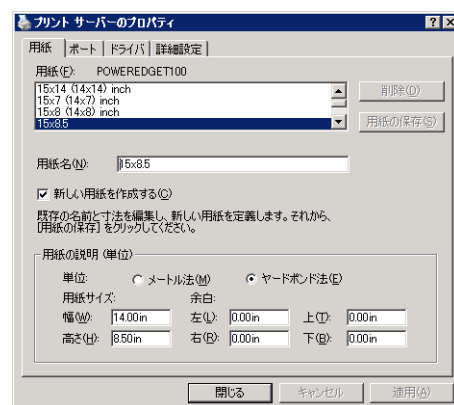 プリント サーバーのプロパティ
用紙 ポート ドライバ 詳細設定
用紙(F): POWEREDGET100
15x14 (14x14) inch
15x7 (14x7) inch
15x8 (14x8) inch
15x8.5
削除(D)
用紙の保存(S)
用紙名(N): 15x8.5
新しい用紙を作成する(C)
既存の名前と寸法を編集し、新しい用紙を定義します。それから、
[用紙の保存] をクリックしてください。
用紙の説明 (単位)
単位: メートル法(M) ヤードポンド法(E)
用紙サイズ: 余白:
幅(W): 14.00in 左(L): 0.00in 上(T): 0.00in
高さ(H): 8.50in 右(R): 0.00in 下(B): 0.00in
閉じる キャンセル 適用(A)